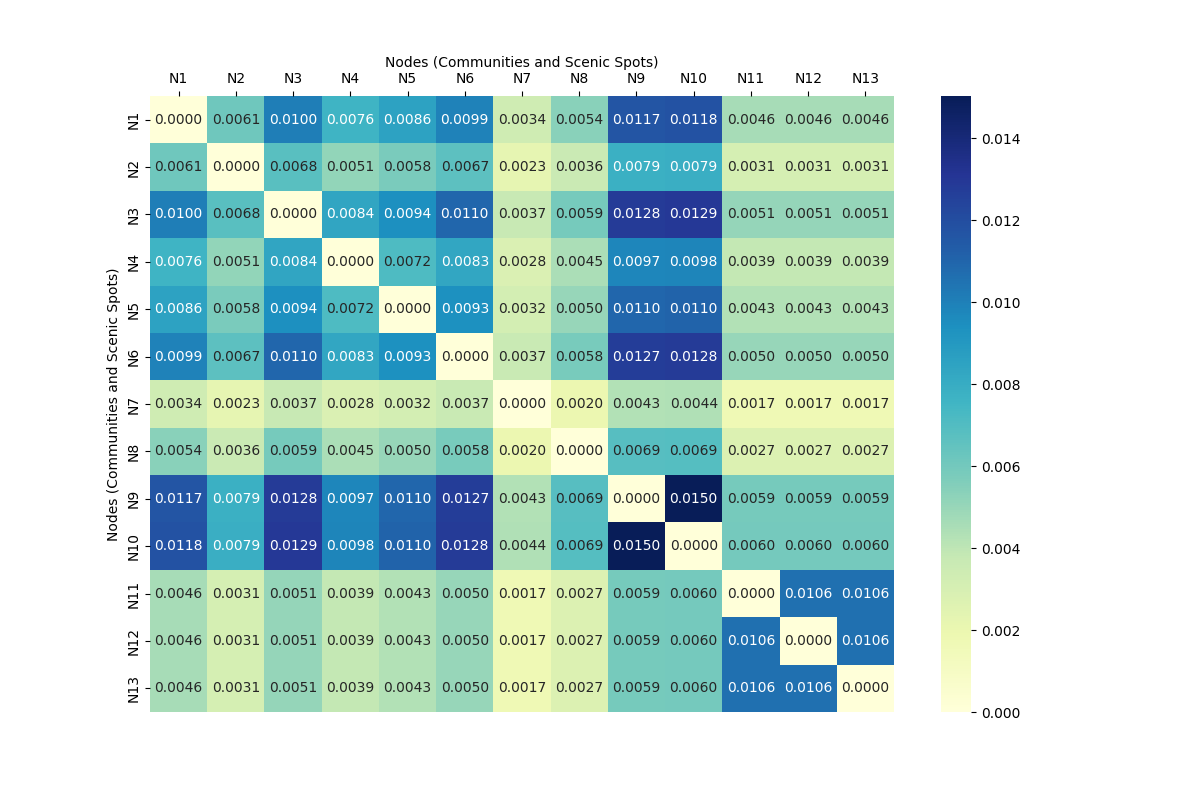 Nodes (Communities and Scenic Spots)
N1 N2 N3 N4 N5 N6 N7 N8 N9 N10 N11 N12 N13
N1 0.0000 0.0061 0.0100 0.0076 0.0086 0.0099 0.0034 0.0054 0.0117 0.0118 0.0046 0.0046 0.0046
N2 0.0061 0.0000 0.0068 0.0051 0.0058 0.0067 0.0023 0.0036 0.0079 0.0079 0.0031 0.0031 0.0031
N3 0.0100 0.0068 0.0000 0.0084 0.0094 0.0110 0.0037 0.0059 0.0128 0.0129 0.0051 0.0051 0.0051
N4 0.0076 0.0051 0.0084 0.0000 0.0072 0.0083 0.0028 0.0045 0.0097 0.0098 0.0039 0.0039 0.0039
N5 0.0086 0.0058 0.0094 0.0072 0.0000 0.0093 0.0032 0.0050 0.0110 0.0110 0.0043 0.0043 0.0043
N6 0.0099 0.0067 0.0110 0.0083 0.0093 0.0000 0.0037 0.0058 0.0127 0.0128 0.0050 0.0050 0.0050
N7 0.0034 0.0023 0.0037 0.0028 0.0032 0.0037 0.0000 0.0020 0.0043 0.0044 0.0017 0.0017 0.0017
N8 0.0054 0.0036 0.0059 0.0045 0.0050 0.0058 0.0020 0.0000 0.0069 0.0069 0.0027 0.0027 0.0027
N9 0.0117 0.0079 0.0128 0.0097 0.0110 0.0127 0.0043 0.0069 0.0000 0.0150 0.0059 0.0059 0.0059
N10 0.0118 0.0079 0.0129 0.0098 0.0110 0.0128 0.0044 0.0069 0.0150 0.0000 0.0060 0.0060 0.0060
N11 0.0046 0.0031 0.0051 0.0039 0.0043 0.0050 0.0017 0.0027 0.0059 0.0060 0.0000 0.0106 0.0106
N12 0.0046 0.0031 0.0051 0.0039 0.0043 0.0050 0.0017 0.0027 0.0059 0.0060 0.0106 0.0000 0.0106
N13 0.0046 0.0031 0.0051 0.0039 0.0043 0.0050 0.0017 0.0027 0.0059 0.0060 0.0106 0.0106 0.0000
Nodes (Communities and Scenic Spots)
0.014
0.012
0.010
0.008
0.006
0.004
0.002
0.000